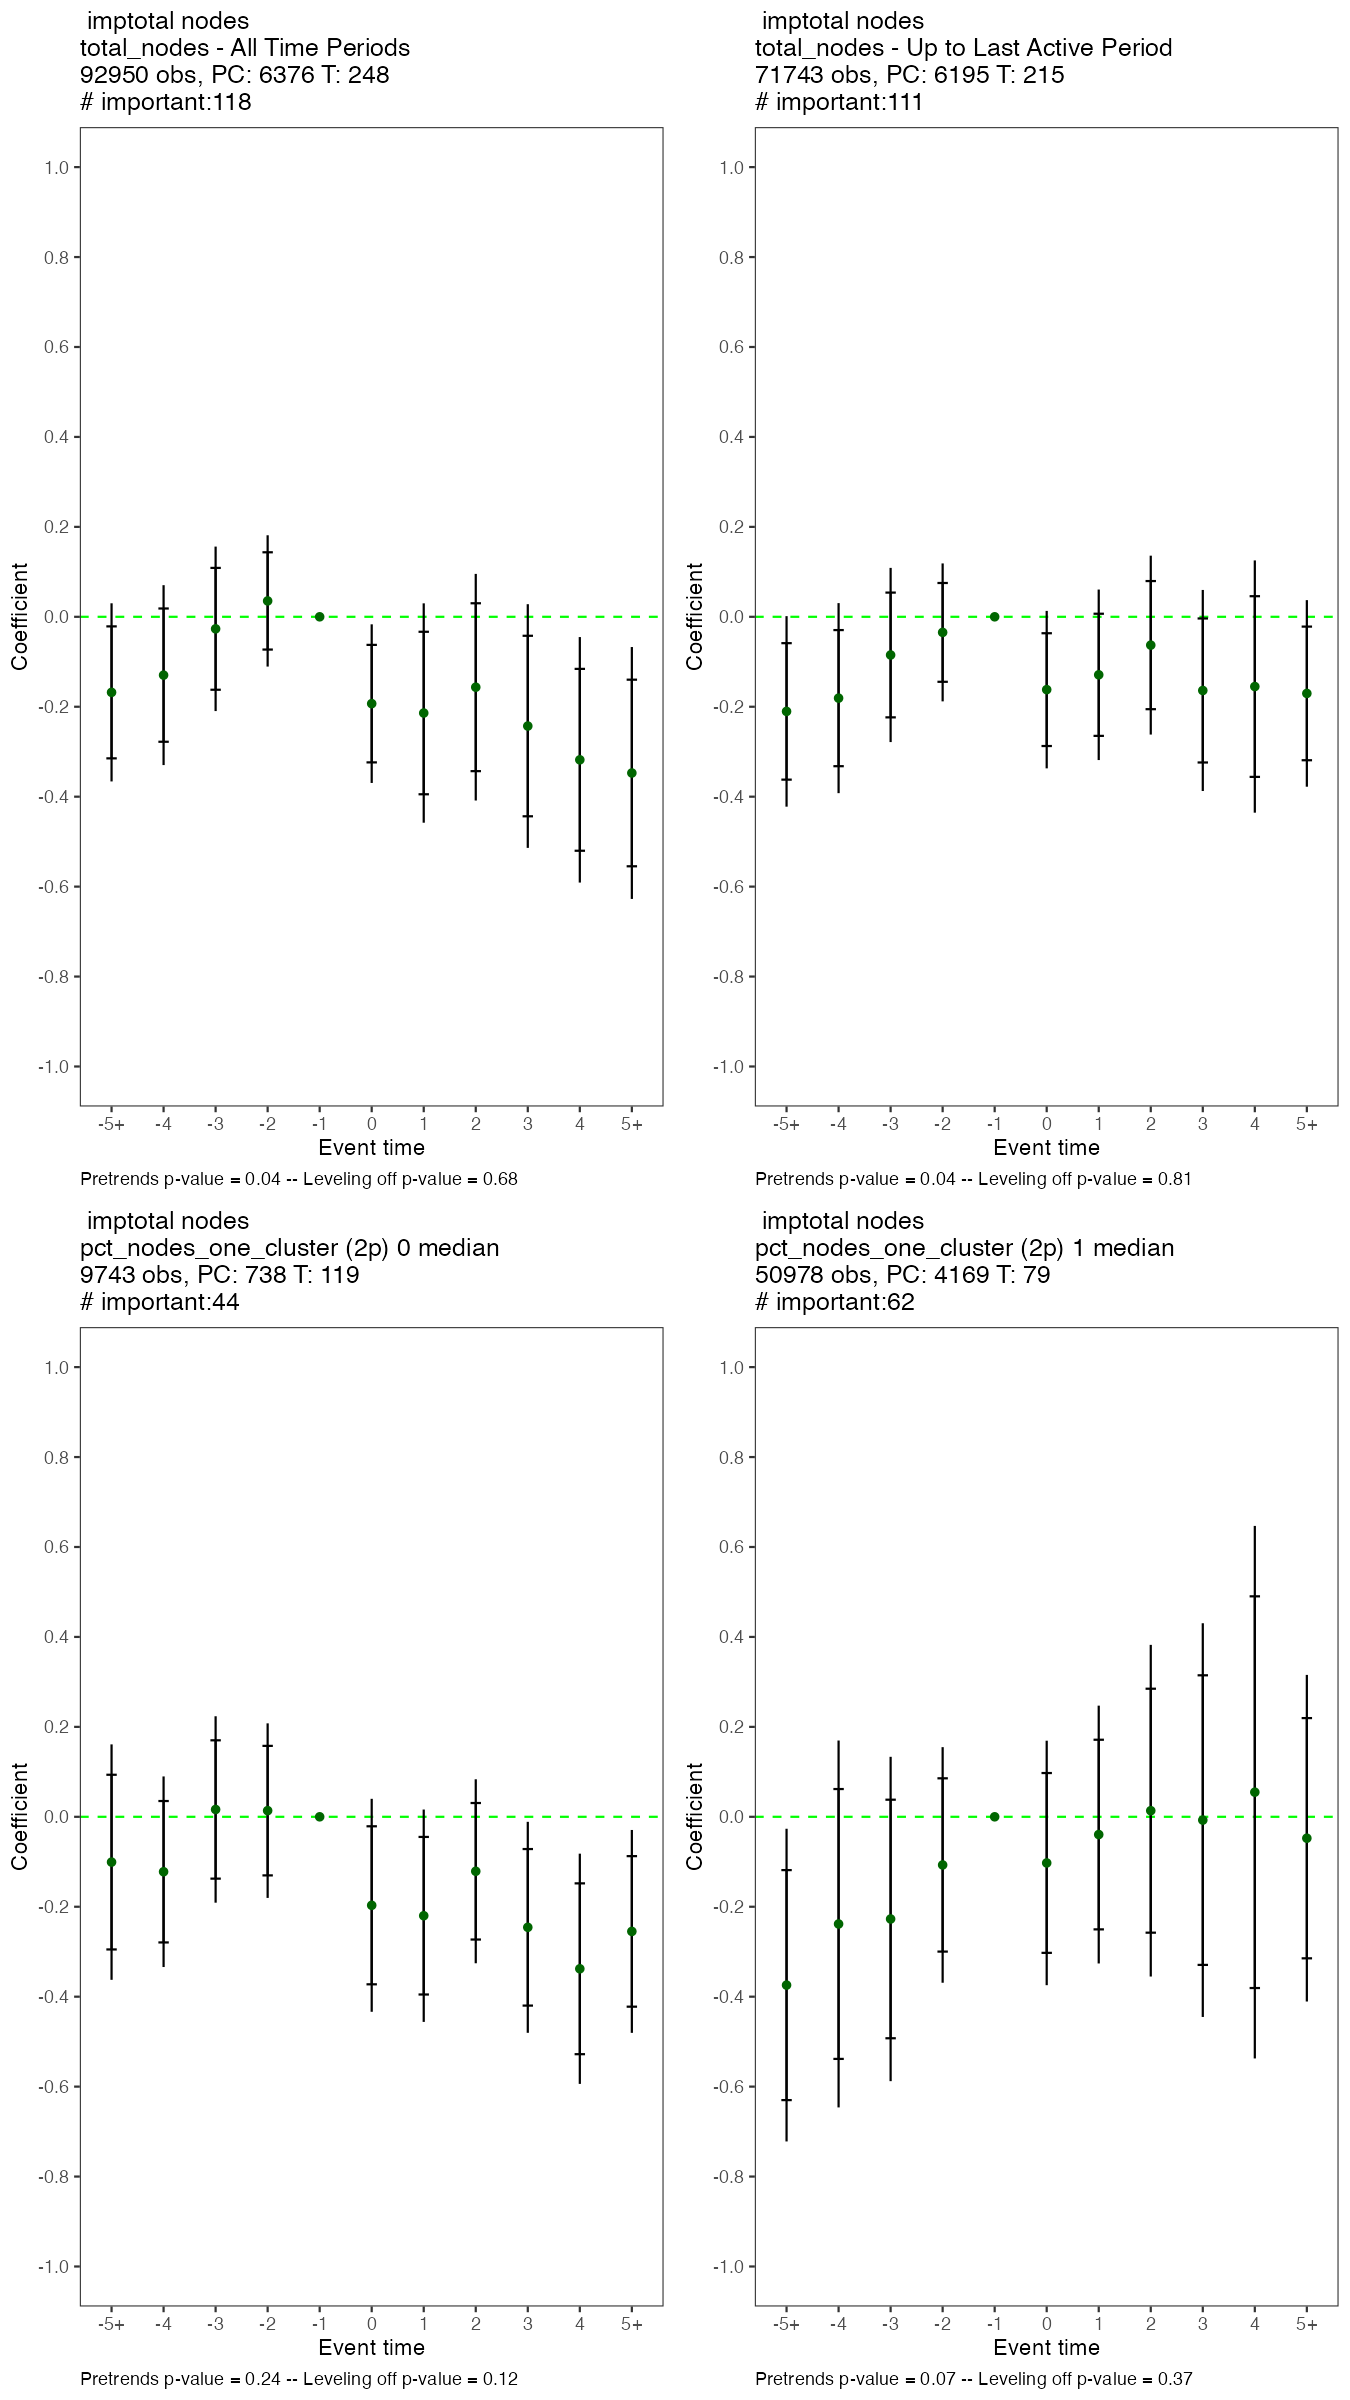 imptotal nodes
total_nodes - All Time Periods
92950 obs, PC: 6376 T: 248
# important:118
1.0
0.8
0.6
0.4
0.2
0.0
-0.2
-0.4
-0.6
-0.8
-1.0
Coefficient
-5+ -4 -3 -2 -1 0 1 2 3 4 5+
Event time
Pretrends p-value = 0.04 -- Leveling off p-value = 0.68
imptotal nodes
total_nodes - Up to Last Active Period
71743 obs, PC: 6195 T: 215
# important:111
1.0
0.8
0.6
0.4
0.2
0.0
-0.2
-0.4
-0.6
-0.8
-1.0
Coefficient
-5+ -4 -3 -2 -1 0 1 2 3 4 5+
Event time
Pretrends p-value = 0.04 -- Leveling off p-value = 0.81
imptotal nodes
pct_nodes_one_cluster (2p) 0 median
9743 obs, PC: 738 T: 119
# important:44
1.0
0.8
0.6
0.4
0.2
0.0
-0.2
-0.4
-0.6
-0.8
-1.0
Coefficient
-5+ -4 -3 -2 -1 0 1 2 3 4 5+
Event time
Pretrends p-value = 0.24 -- Leveling off p-value = 0.12
imptotal nodes
pct_nodes_one_cluster (2p) 1 median
50978 obs, PC: 4169 T: 79
# important:62
1.0
0.8
0.6
0.4
0.2
0.0
-0.2
-0.4
-0.6
-0.8
-1.0
Coefficient
-5+ -4 -3 -2 -1 0 1 2 3 4 5+
Event time
Pretrends p-value = 0.07 -- Leveling off p-value = 0.37